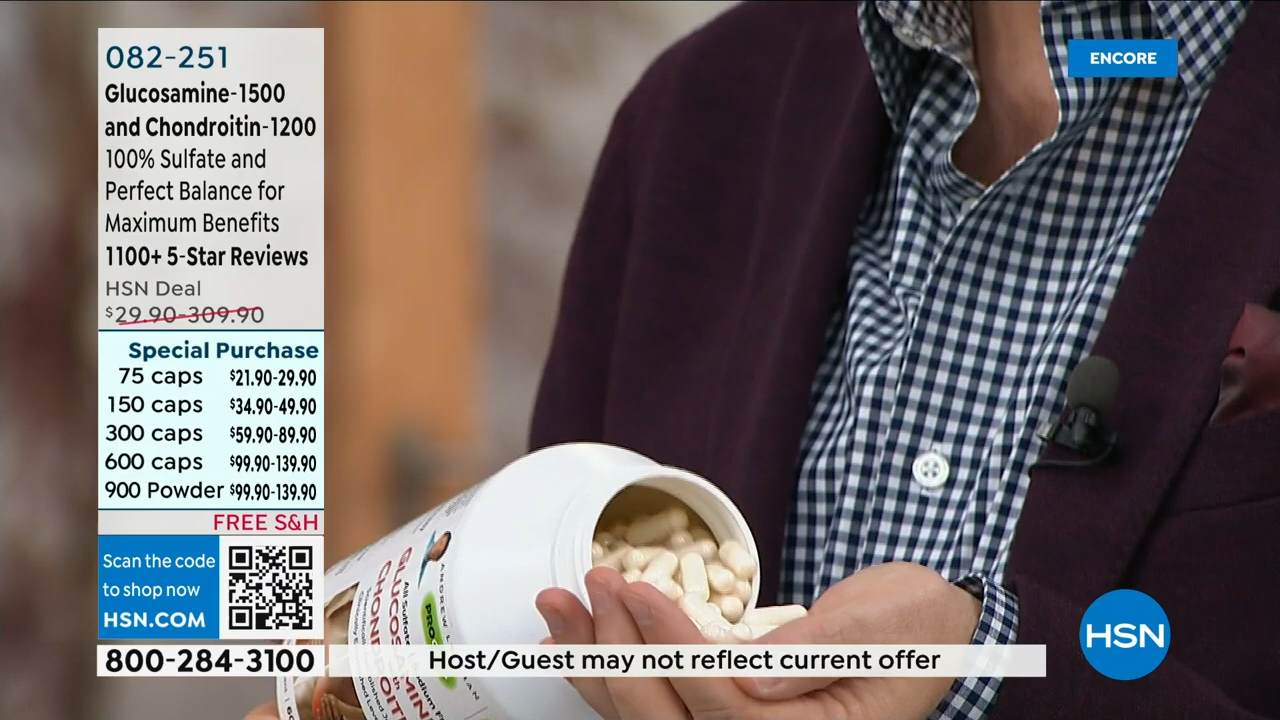 082-251
Glucosamine-1500
and Chondroitin-1200
100% Sulfate and
Perfect Balance for
Maximum Benefits
1100+ 5-Star Reviews
HSN Deal
$29.90-309.90
Special Purchase
75 caps $21.90-29.90
150 caps $34.90-49.90
300 caps $59.90-89.90
600 caps $99.90-139.90
900 Powder $99.90-139.90
FREE S&H
Scan the code
to shop now
HSN.COM
800-284-3100
Host/Guest may not reflect current offer
ENCORE
HSN
ANDREW
GLUCOS
CHONDROIT